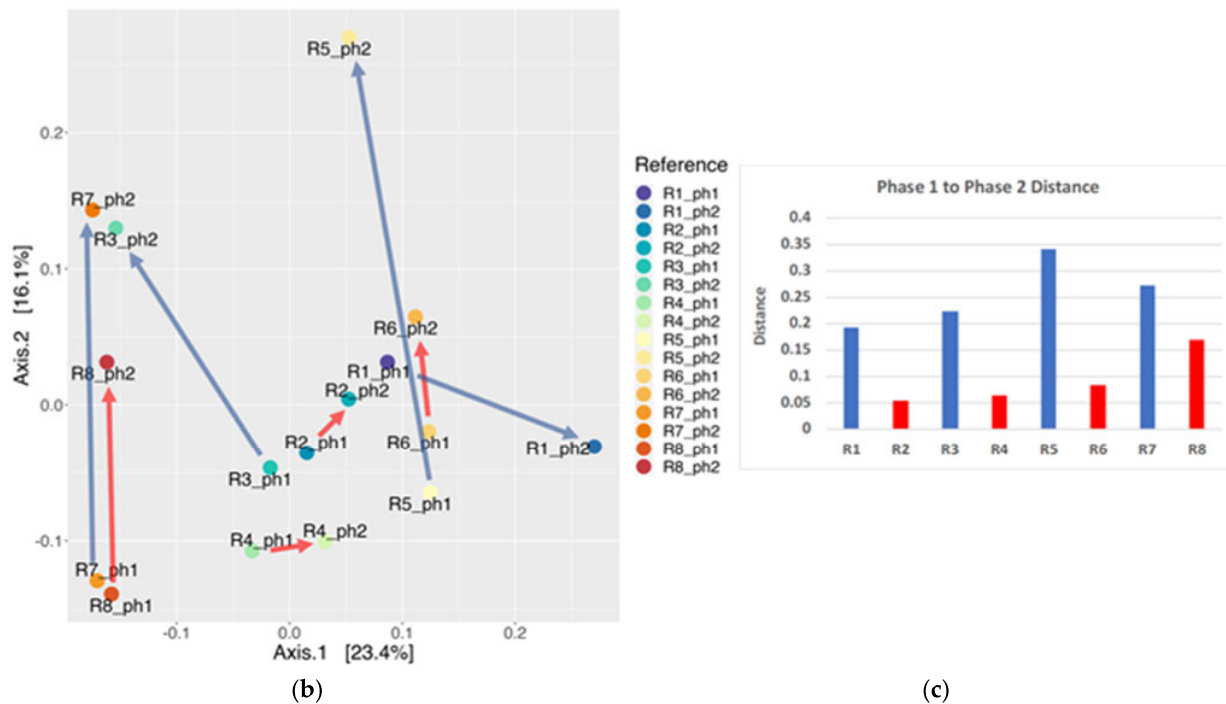 R5_ph2
0.2
R7_ph2
R3_ph2
0.1
R6_ph2
R8_ph2
R1_ph1
R2_ph2
0.0
R2_ph1
R6_ph1
R1_ph2
R3_ph1
R5_ph1
-0.1
R4_ph1
R4_ph2
R7_ph1
R8_ph1
Axis.2 [16.1%]
-0.1
0.0
0.1
0.2
Axis.1 [23.4%]
(b)
Reference
R1_ph1
R1_ph2
R2_ph1
R2_ph2
R3_ph1
R3_ph2
R4_ph1
R4_ph2
R5_ph1
R5_ph2
R6_ph1
R6_ph2
R7_ph1
R7_ph2
R8_ph1
R8_ph2
Phase 1 to Phase 2 Distance
Distance
0.4
0.35
0.3
0.25
0.2
0.15
0.1
0.05
0
R1 R2 R3 R4 R5 R6 R7 R8
(c)